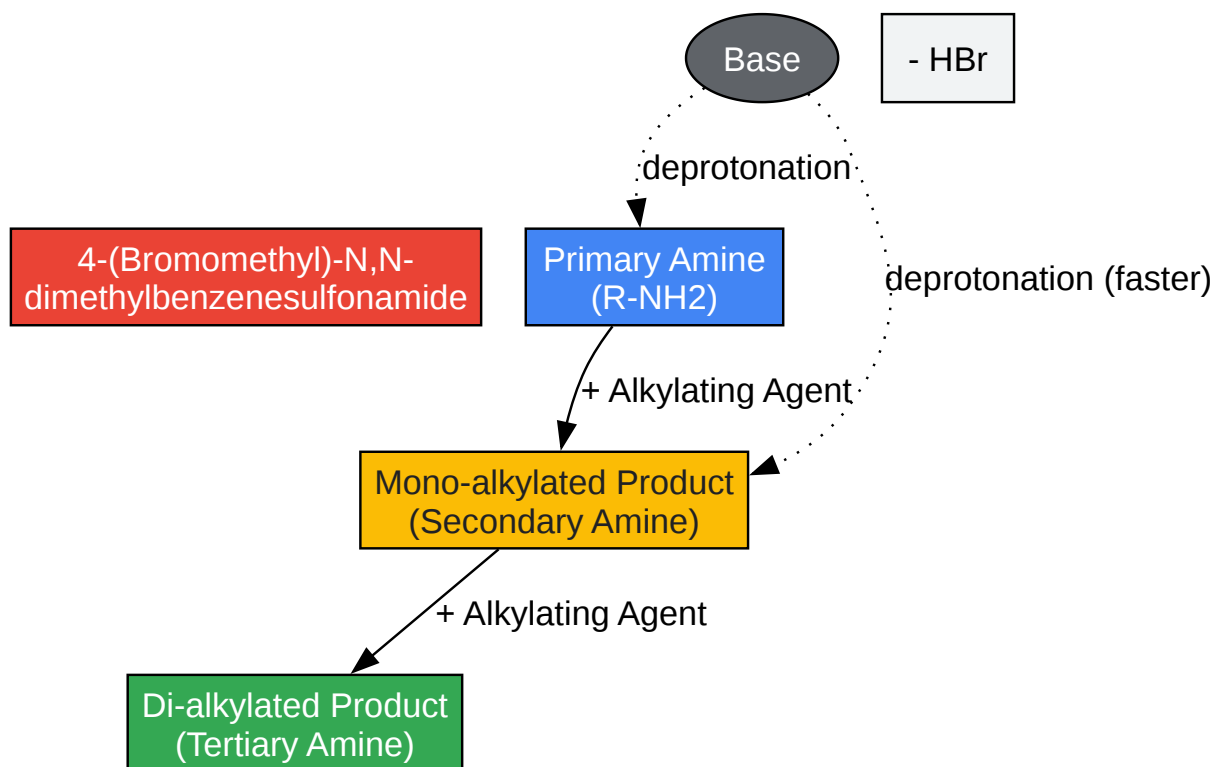 Base
- HBr
deprotonation
4-(Bromomethyl)-N,N-
dimethylbenzenesulfonamide
Primary Amine
(R-NH2)
deprotonation (faster)
+ Alkylating Agent
Mono-alkylated Product
(Secondary Amine)
+ Alkylating Agent
Di-alkylated Product
(Tertiary Amine)